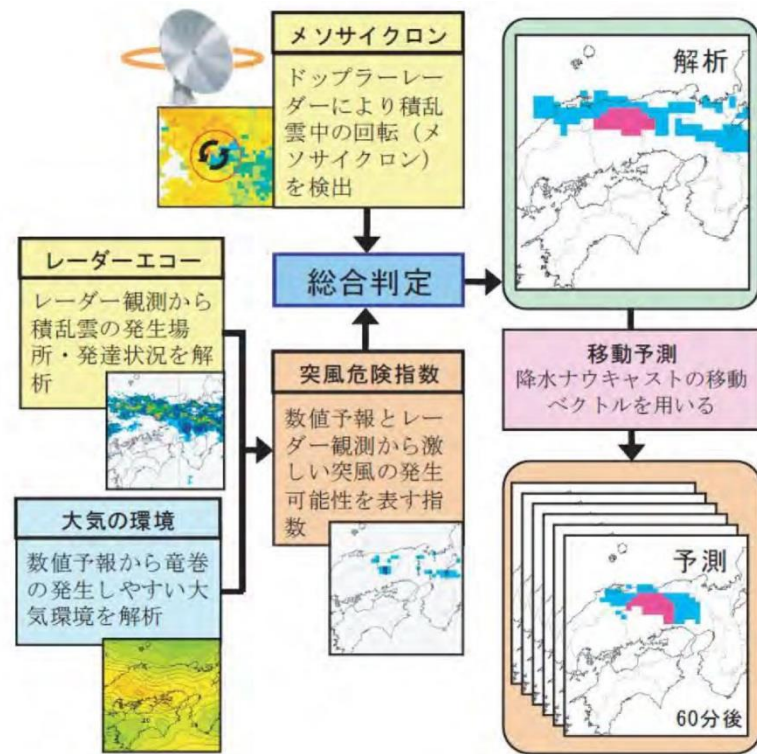 メソサイクロン
ドップラーレー
ダーにより積乱
雲中の回転（メ
ソサイクロン）
を検出
解析
レーダーエコー
レーダー観測から
積乱雲の発生場
所・発達状況を解
析
総合判定
突風危険指数
数値予報とレー
ダー観測から激
しい突風の発生
可能性を表す指
数
移動予測
降水ナウキャストの移動
ベクトルを用いる
大気の環境
数値予報から竜巻
の発生しやすい大
気環境を解析
予測
60分後